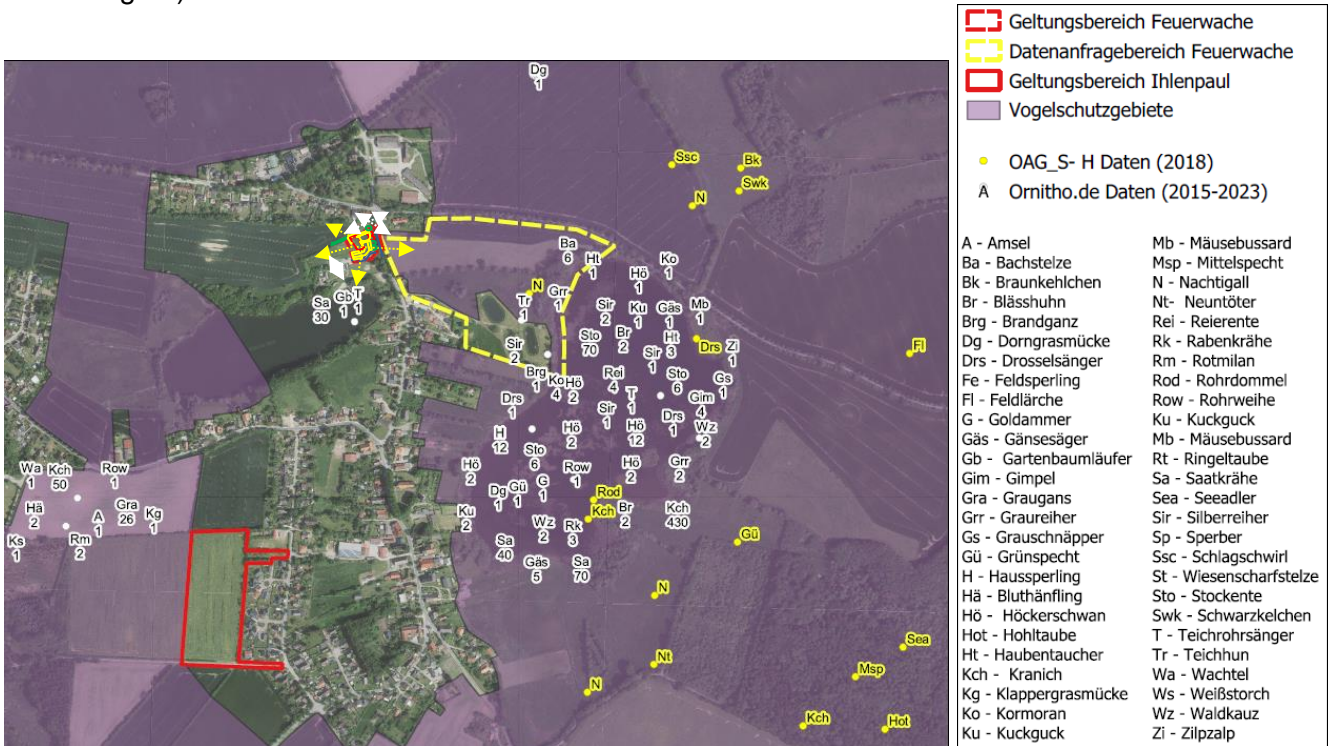 Geltungsbereich Feuerwache
Datenanfragebereich Feuerwache
Geltungsbereich Ihlenpaul
Vogelschutzgebiete
OAG_S- H Daten (2018)
A Ornitho.de Daten (2015-2023)
A - Amsel
Ba - Bachstelze
Bk - Braunkehlchen
Br - Blässhuhn
Brg - Brandganz
Dg - Dorngrasmücke
Drs - Drosselsänger
Fe - Feldsperling
Fl - Feldlärche
G - Goldammer
Gäs - Gänsesäger
Gb - Gartenbaumläufer
Gim - Gimpel
Gra - Graugans
Grr - Graureiher
Gs - Grauschnäpper
Gü - Grünspecht
H - Haussperling
Hä - Bluthänfling
Hö - Höckerschwan
Hot - Hohltaube
Ht - Haubentaucher
Kch - Kranich
Kg - Klappergrasmücke
Ko - Kormoran
Ku - Kuckguck
Mb - Mäusebussard
Msp - Mittelspecht
N - Nachtigall
Nt- Neuntöter
Rei - Reierente
Rk - Rabenkrähe
Rm - Rotmilan
Rod - Rohrdommel
Row - Rohrweihe
Ku - Kuckguck
Mb - Mäusebussard
Rt - Ringeltaube
Sa - Saatkrähe
Sea - Seeadler
Sir - Silberreiher
Sp - Sperber
Ssc - Schlagschwirl
St - Wiesenscharfstelze
Sto - Stockente
Swk - Schwarzkelchen
T - Teichrohrsänger
Tr - Teichhun
Wa - Wachtel
Ws - Weißstorch
Wz - Waldkauz
Zi - Zilpzalp
Dg
1
Ssc
Bk
Swk
N
Ba
6
Ht
1
Hö
1
Ko
1
N
Grr
1
Tr
1
Sa
30
Gb
1
T
1
Sir
2
Ku
1
Gäs
1
Mb
1
Sto
70
Br
2
Ht
3
Sir
1
Drs
Zi
1
Fl
Sir
2
Brg
1
Ko
4
Hö
2
Rei
4
Sto
6
Gs
1
Drs
1
Sir
1
T
1
Gim
4
Drs
1
H
12
Hö
2
Hö
12
Wz
2
Sto
6
Hö
2
Row
1
Hö
2
Grr
2
Wa
1
Kch
50
Row
1
Hä
2
A
1
Gra
26
Kg
1
Ks
1
Rm
2
Dg
1
Gü
1
G
1
Rod
Kch
Br
2
Kch
430
Ku
2
Wz
2
Rk
3
Sa
40
Gäs
5
Sa
70
Gü
N
Nt
N
Sea
Msp
Kch
Hot